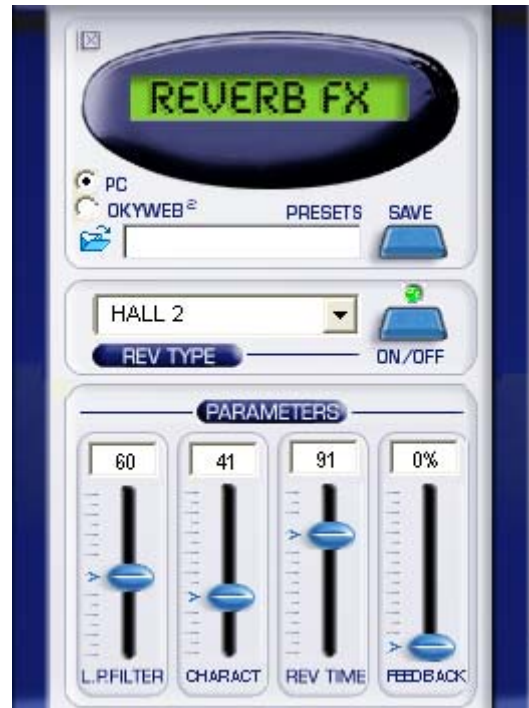 REVERB FX
PC
OKYWEB²
PRESETS SAVE
HALL 2
REV TYPE ON/OFF
PARAMETERS
60 41 91 0%
L.P.FILTER CHARACT REV TIME FEEDBACK